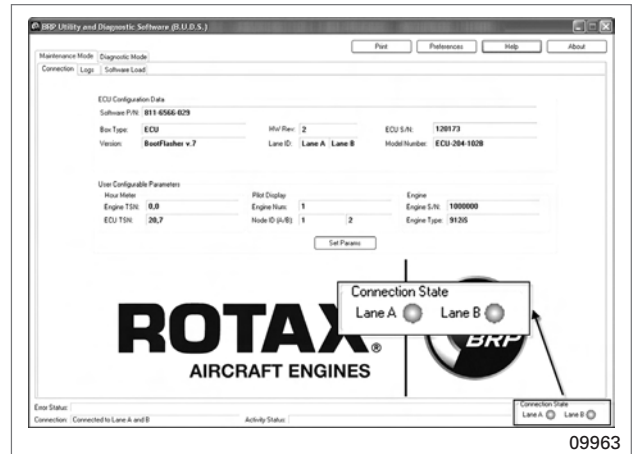 BRP Utility and Diagnostic Software (B.U.D.S.)
Print Preferences Help About
Maintenance Mode Diagnostic Mode
Connection Logs Software Load
ECU Configuration Data
Software P/N: 811-6566-029
Box Type: ECU HW Rev: 2 ECU S/N: 120173
Version: BootFlasher v.7 Lane ID: Lane A Lane B Model Number: ECU-204-1028
User Configurable Parameters
Hour Meter Pilot Display Engine
Engine TSN: 0,0 Engine Num: 1 Engine S/N: 1000000
ECU TSN: 20,7 Node ID (A/B): 1 2 Engine Type: 912iS
Set Params
Connection State
Lane A Lane B
ROTAX®
BRP
AIRCRAFT ENGINES
Error Status:
Connection: Connected to Lane A and B Activity Status:
Connection State
Lane A Lane B
09963